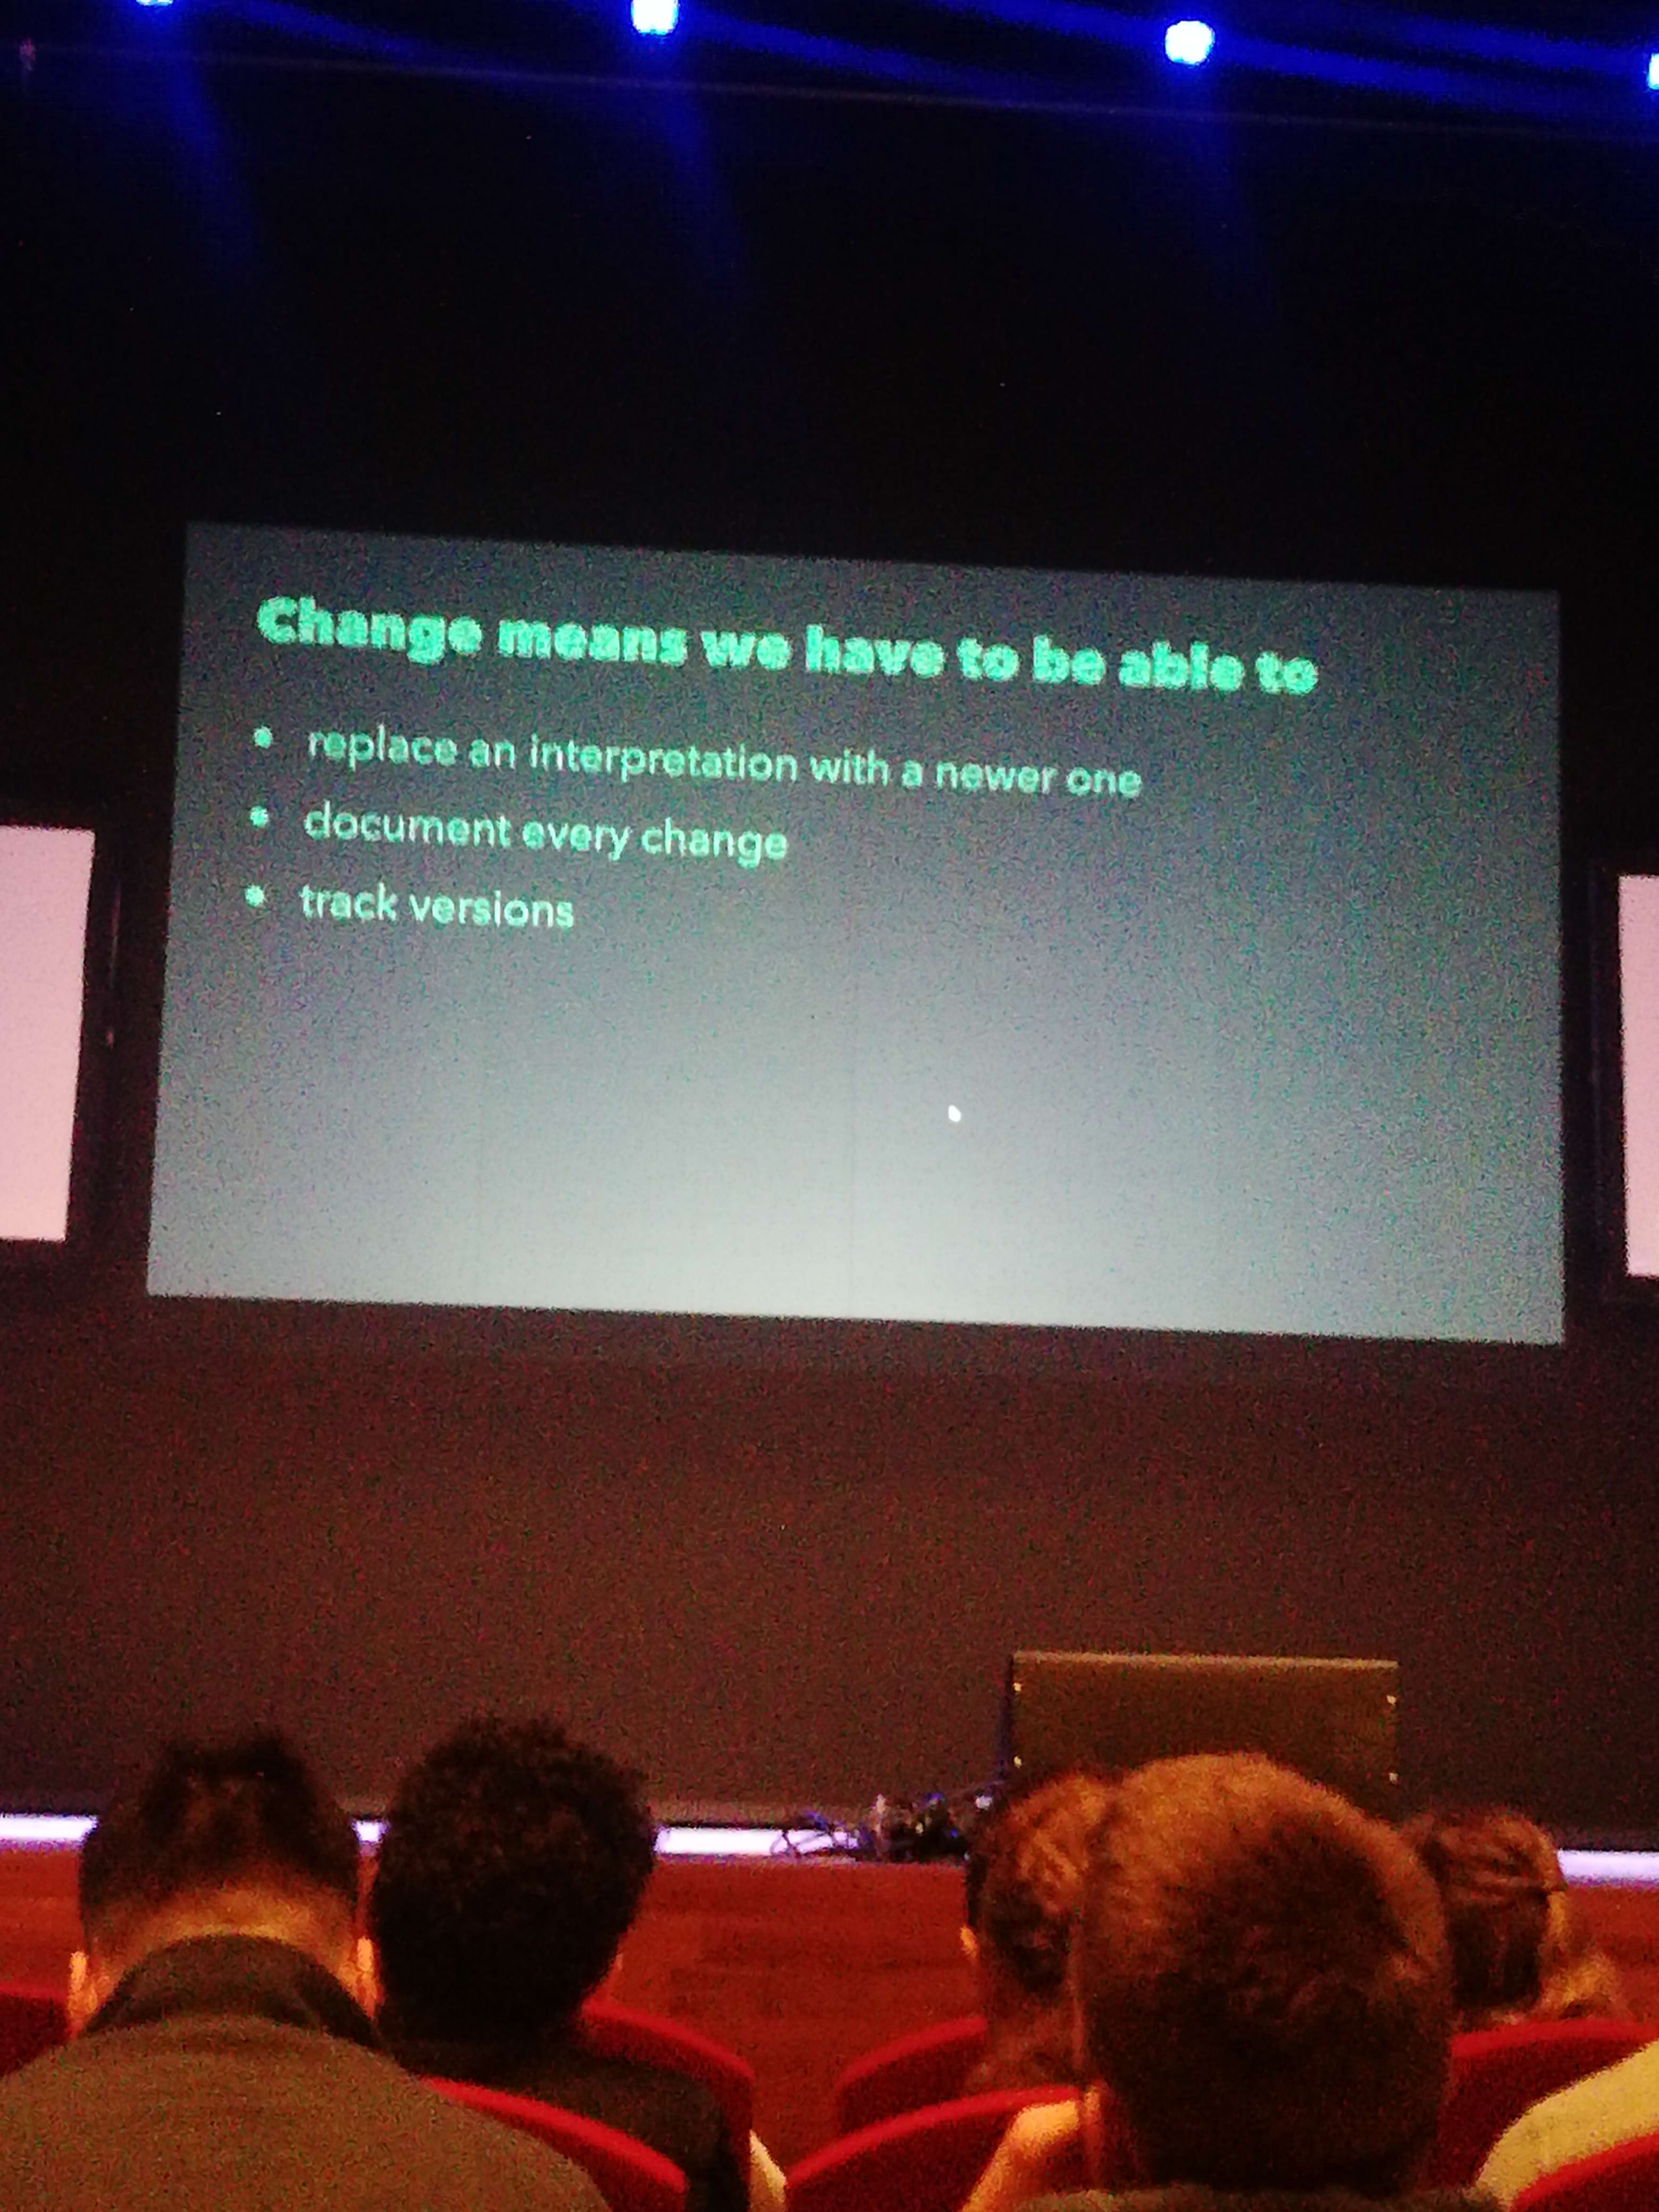 Change means we have to be able to
• replace an interpretation with a newer one
• document every change
• track versions